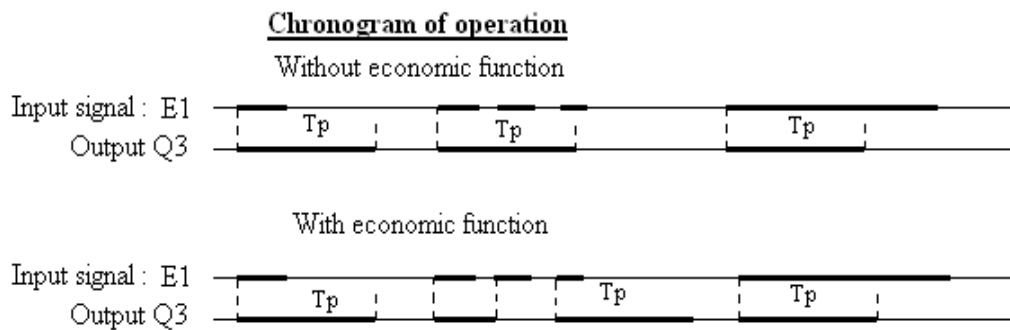 Chronogram of operation
Without economic function
Input signal : E1
Tp Tp Tp
Output Q3
With economic function
Input signal : E1
Tp Tp Tp
Output Q3